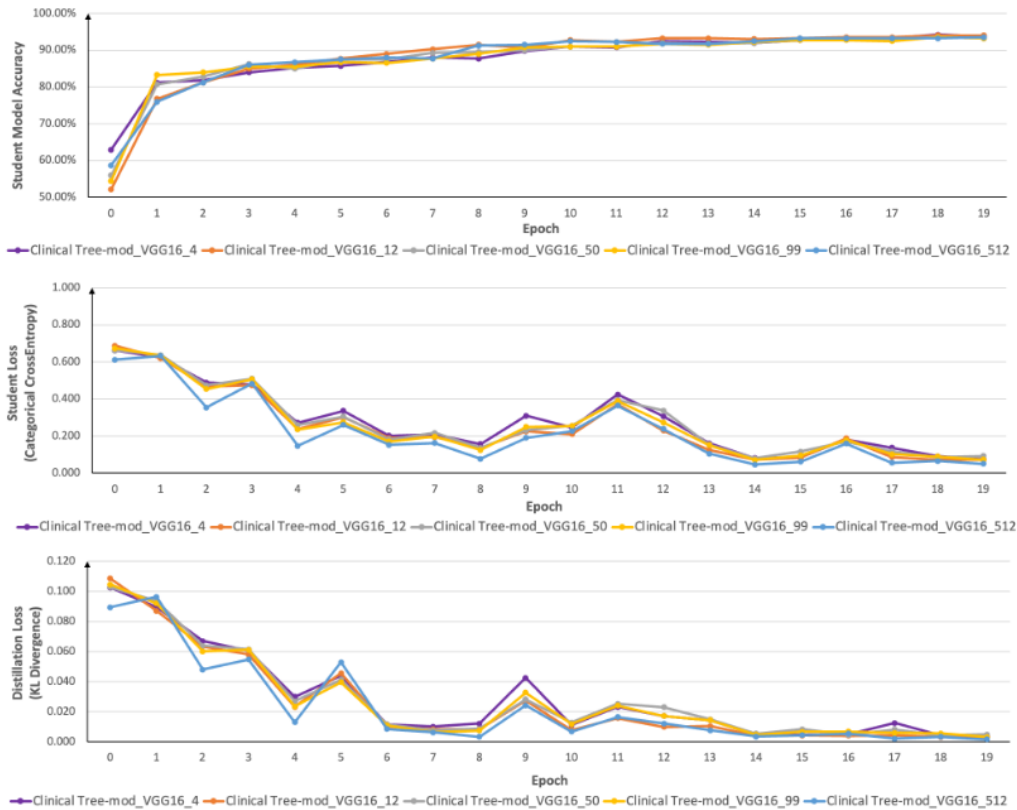 100.00%
90.00%
80.00%
70.00%
60.00%
50.00%
Student Model Accuracy
0 1 2 3 4 5 6 7 8 9 10 11 12 13 14 15 16 17 18 19
Epoch
Clinical Tree-mod_VGG16_4 Clinical Tree-mod_VGG16_12 Clinical Tree-mod_VGG16_50 Clinical Tree-mod_VGG16_99 Clinical Tree-mod_VGG16_512
1.000
0.800
0.600
0.400
0.200
0.000
Student Loss
(Categorical CrossEntropy)
0 1 2 3 4 5 6 7 8 9 10 11 12 13 14 15 16 17 18 19
Epoch
Clinical Tree-mod_VGG16_4 Clinical Tree-mod_VGG16_12 Clinical Tree-mod_VGG16_50 Clinical Tree-mod_VGG16_99 Clinical Tree-mod_VGG16_512
0.120
0.100
0.080
0.060
0.040
0.020
0.000
Distillation Loss
(KL Divergence)
0 1 2 3 4 5 6 7 8 9 10 11 12 13 14 15 16 17 18 19
Epoch
Clinical Tree-mod_VGG16_4 Clinical Tree-mod_VGG16_12 Clinical Tree-mod_VGG16_50 Clinical Tree-mod_VGG16_99 Clinical Tree-mod_VGG16_512